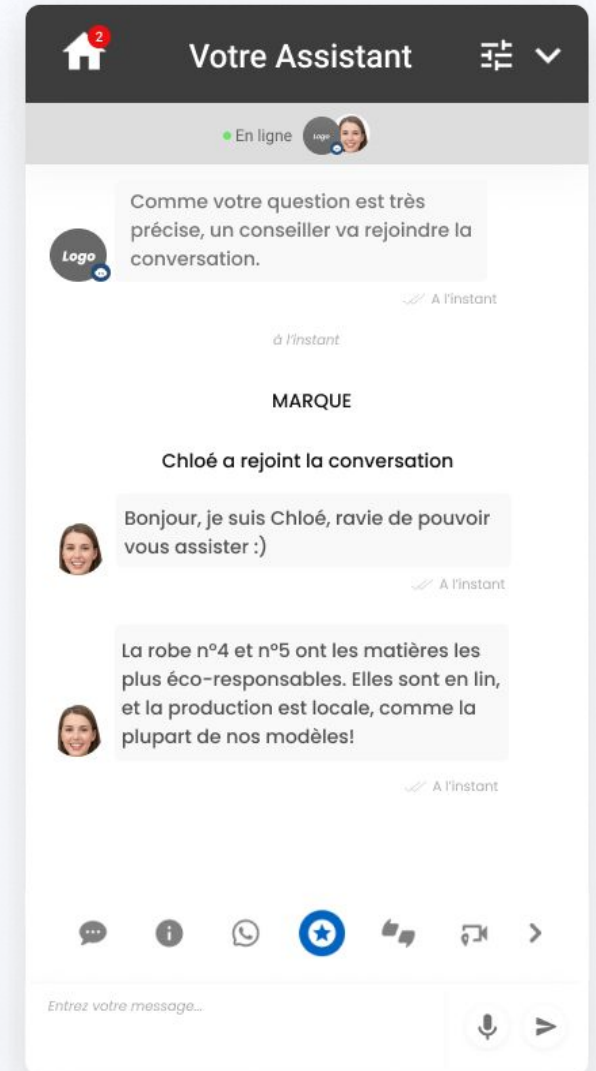 2
Votre Assistant
En ligne
Logo
Comme votre question est très
précise, un conseiller va rejoindre la
conversation.
Logo
A l'instant
à l'instant
MARQUE
Chloé a rejoint la conversation
Bonjour, je suis Chloé, ravie de pouvoir
vous assister :)
A l'instant
La robe n°4 et n°5 ont les matières les
plus éco-responsables. Elles sont en lin,
et la production est locale, comme la
plupart de nos modèles!
A l'instant
Entrez votre message...